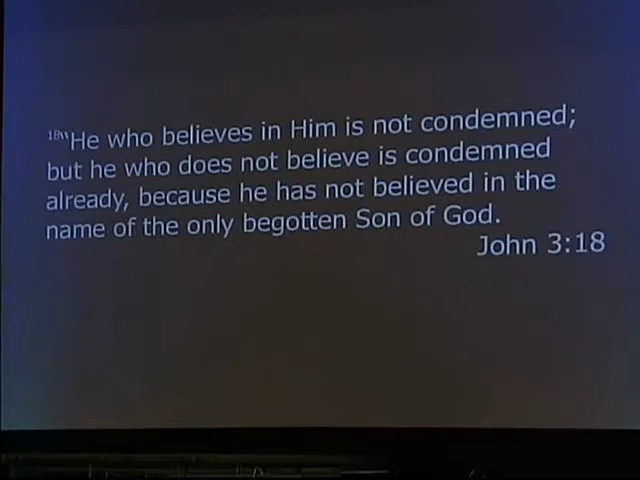 18"He who believes in Him is not condemned;
but he who does not believe is condemned
already, because he has not believed in the
name of the only begotten Son of God.
John 3:18